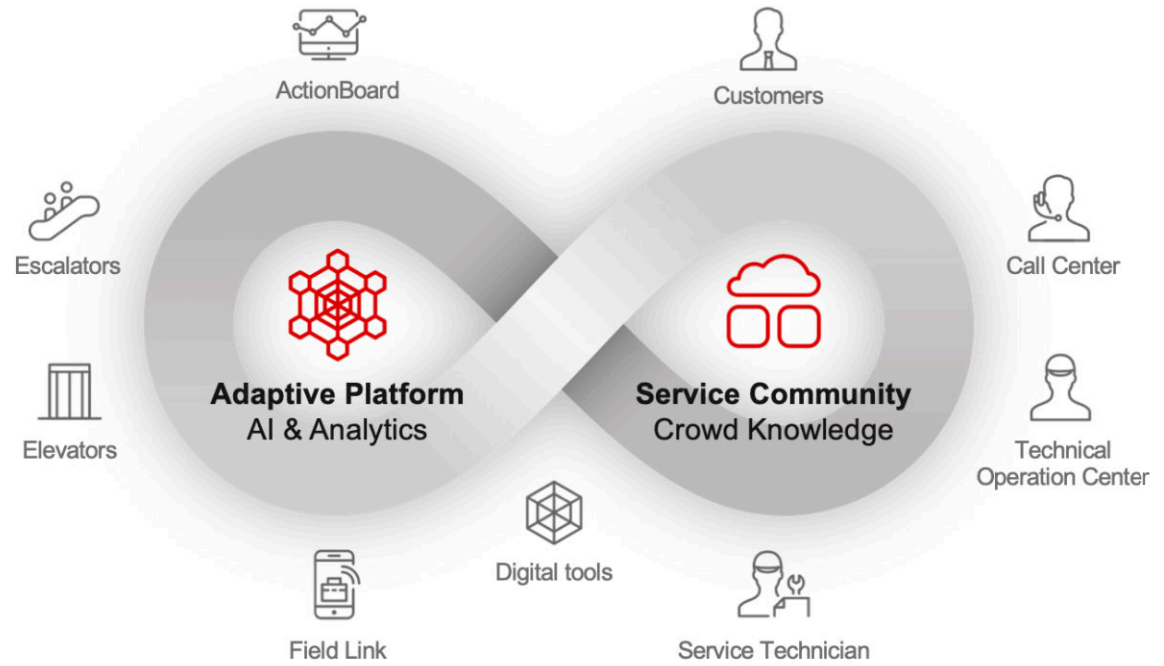 ActionBoard
Customers
Escalators
Call Center
Adaptive Platform
AI & Analytics
Service Community
Crowd Knowledge
Elevators
Technical
Operation Center
Digital tools
Field Link
Service Technician